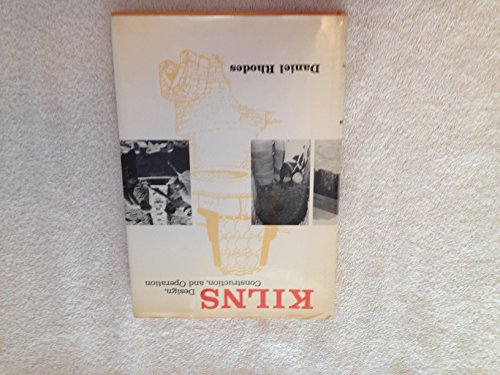 KILNS
Design,
Construction, and Operation
Daniel Rhodes